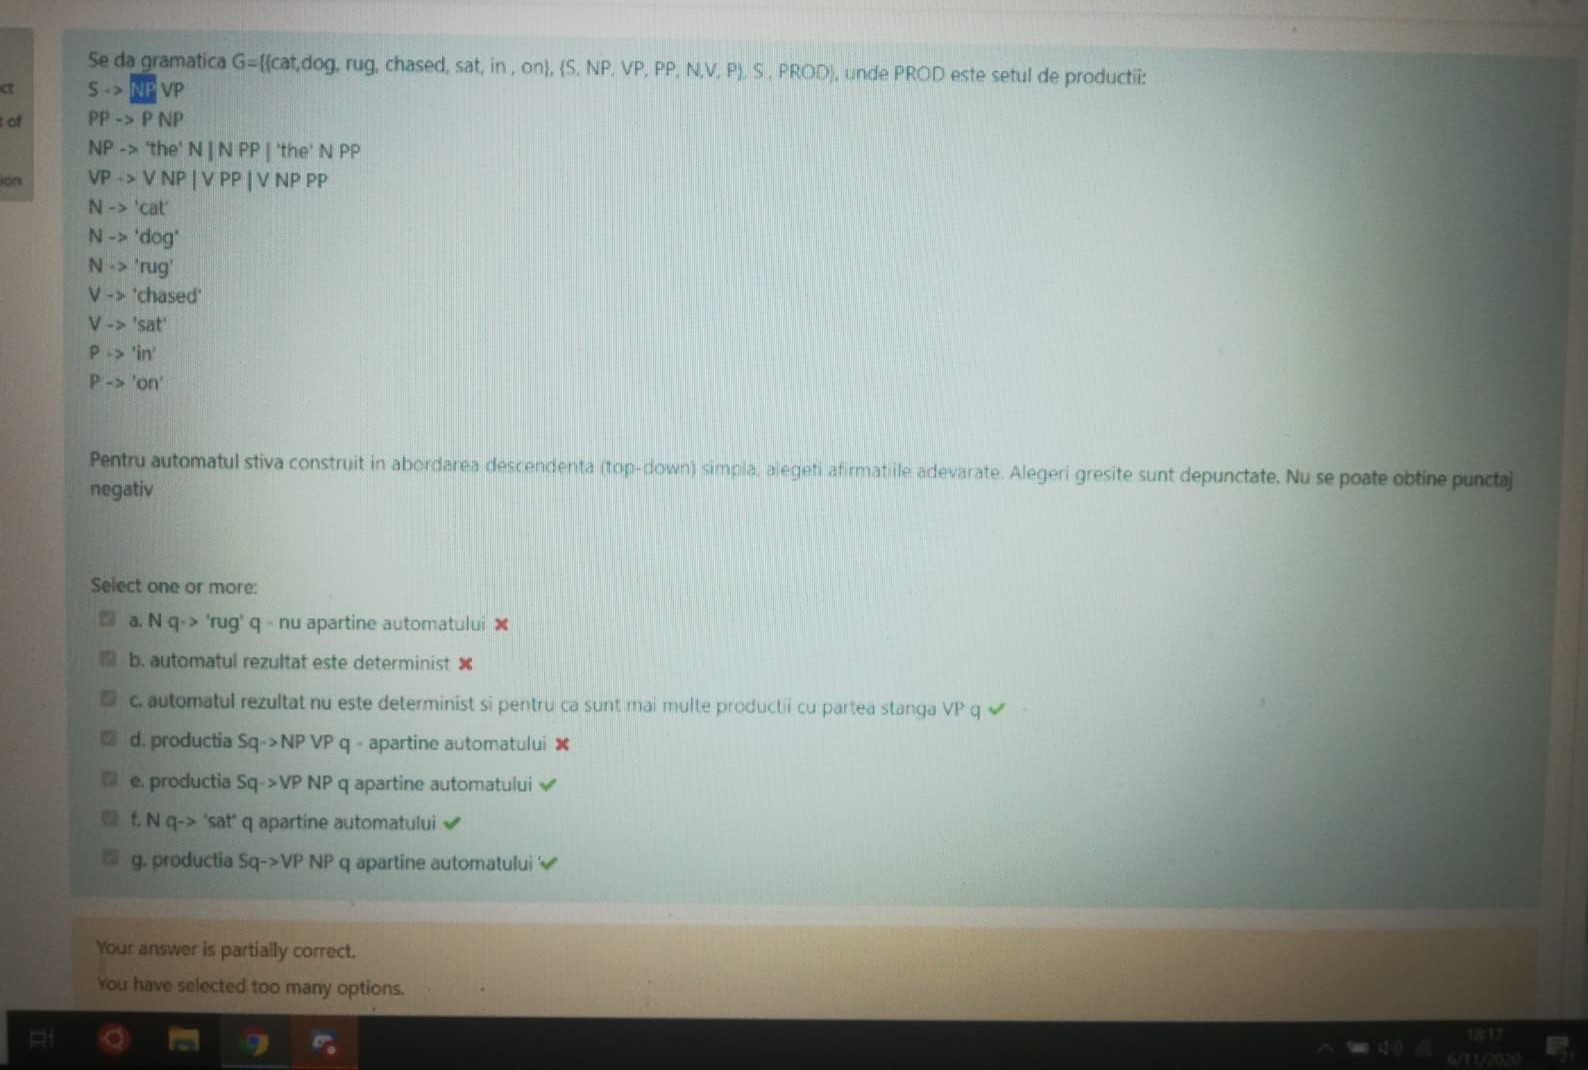 ct
t of
ion
Se da gramatica G=({cat,dog, rug, chased, sat, in , on}, {S, NP, VP, PP, N,V, P}, S , PROD), unde PROD este setul de productii:
S -> NP VP
PP -> P NP
NP -> 'the' N | N PP | 'the' N PP
VP -> V NP | V PP | V NP PP
N -> 'cat'
N -> 'dog'
N -> 'rug'
V -> 'chased'
V -> 'sat'
P -> 'in'
P -> 'on'
Pentru automatul stiva construit in abordarea descendenta (top-down) simpla, alegeti afirmatiile adevarate. Alegeri gresite sunt depunctate. Nu se poate obtine punctaj
negativ
Select one or more:
a. N q-> 'rug' q - nu apartine automatului
b. automatul rezultat este determinist
c. automatul rezultat nu este determinist si pentru ca sunt mai multe productii cu partea stanga VP q
d. productia Sq->NP VP q - apartine automatului
e. productia Sq->VP NP q apartine automatului
f. N q-> 'sat' q apartine automatului
g. productia Sq->VP NP q apartine automatului '
Your answer is partially correct.
You have selected too many options.
18:17
6/11/2020
21